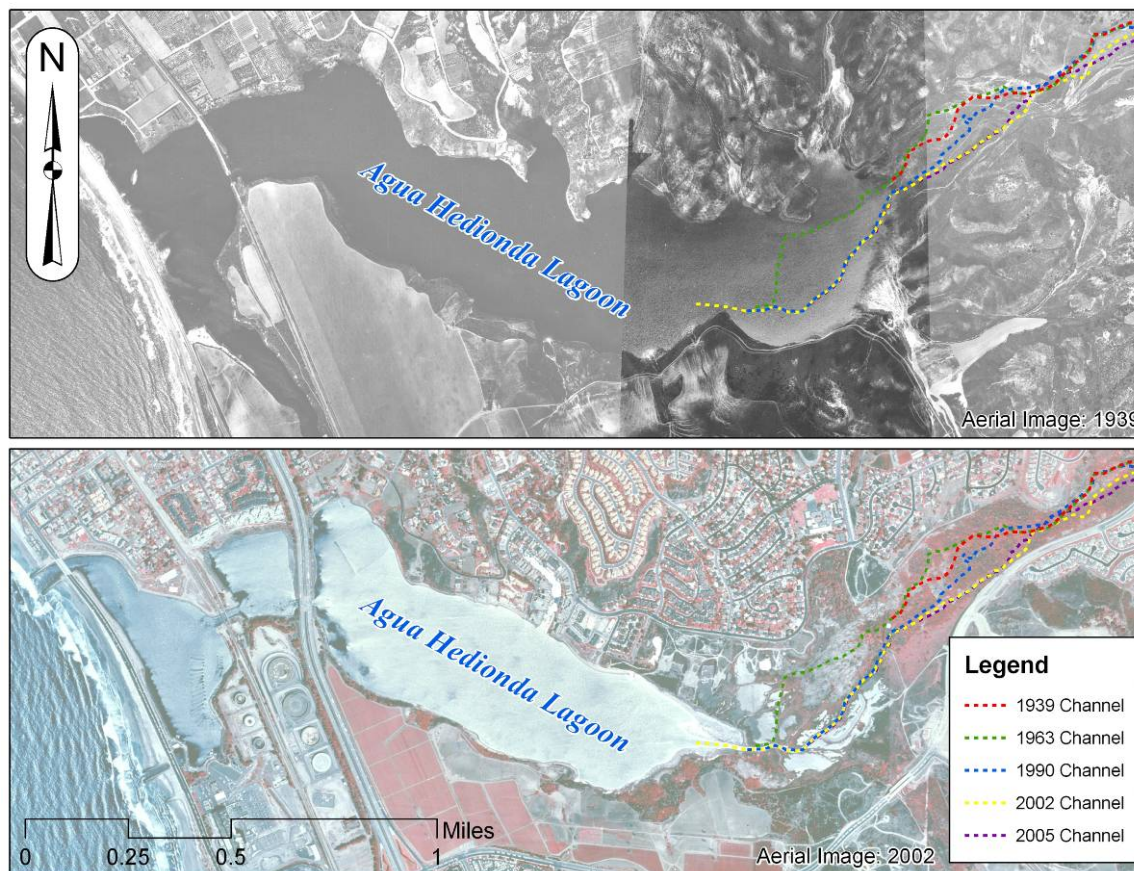 N
Agua Hedionda Lagoon
Aerial Image: 1939
Agua Hedionda Lagoon
Legend
1939 Channel
1963 Channel
1990 Channel
2002 Channel
2005 Channel
Miles
0 0.25 0.5 1
Aerial Image: 2002